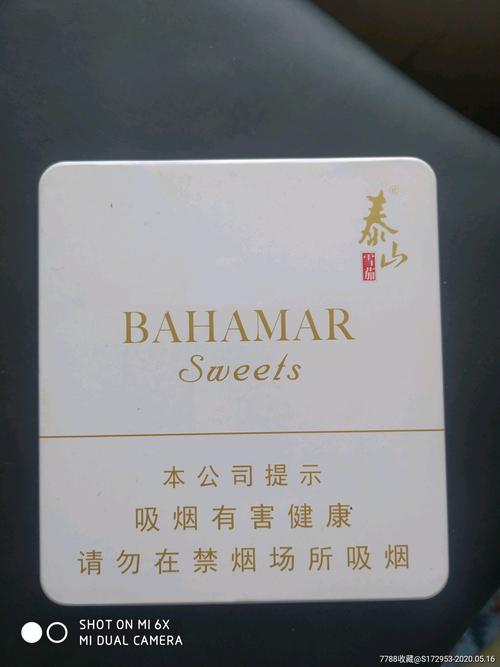 泰山®
雪茄
BAHAMAR
Sweets
本公司提示
吸烟有害健康
请勿在禁烟场所吸烟
SHOT ON MI 6X
MI DUAL CAMERA
7788收藏@S172953-2020.05.16